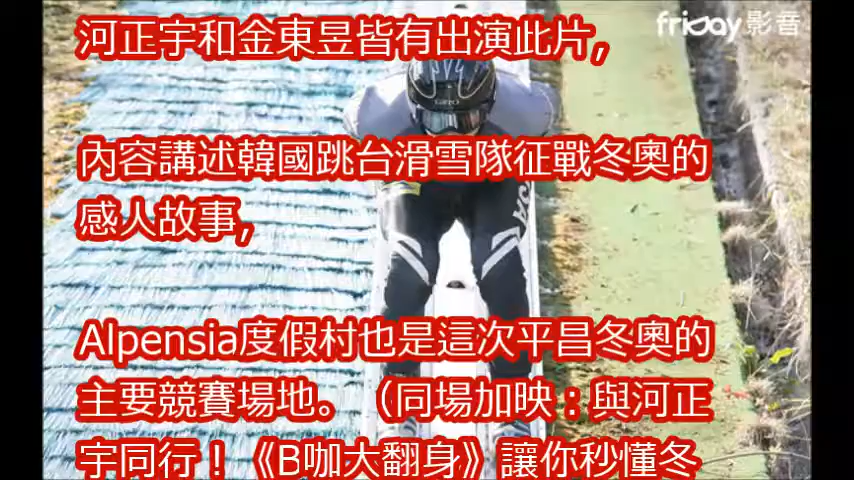 friDay影音
河正宇和金東昱皆有出演此片，
內容講述韓國跳台滑雪隊征戰冬奧的
感人故事，
Alpensia度假村也是這次平昌冬奧的
主要競賽場地。（同場加映：與河正
宇同行！《B咖大翻身》讓你秒懂冬